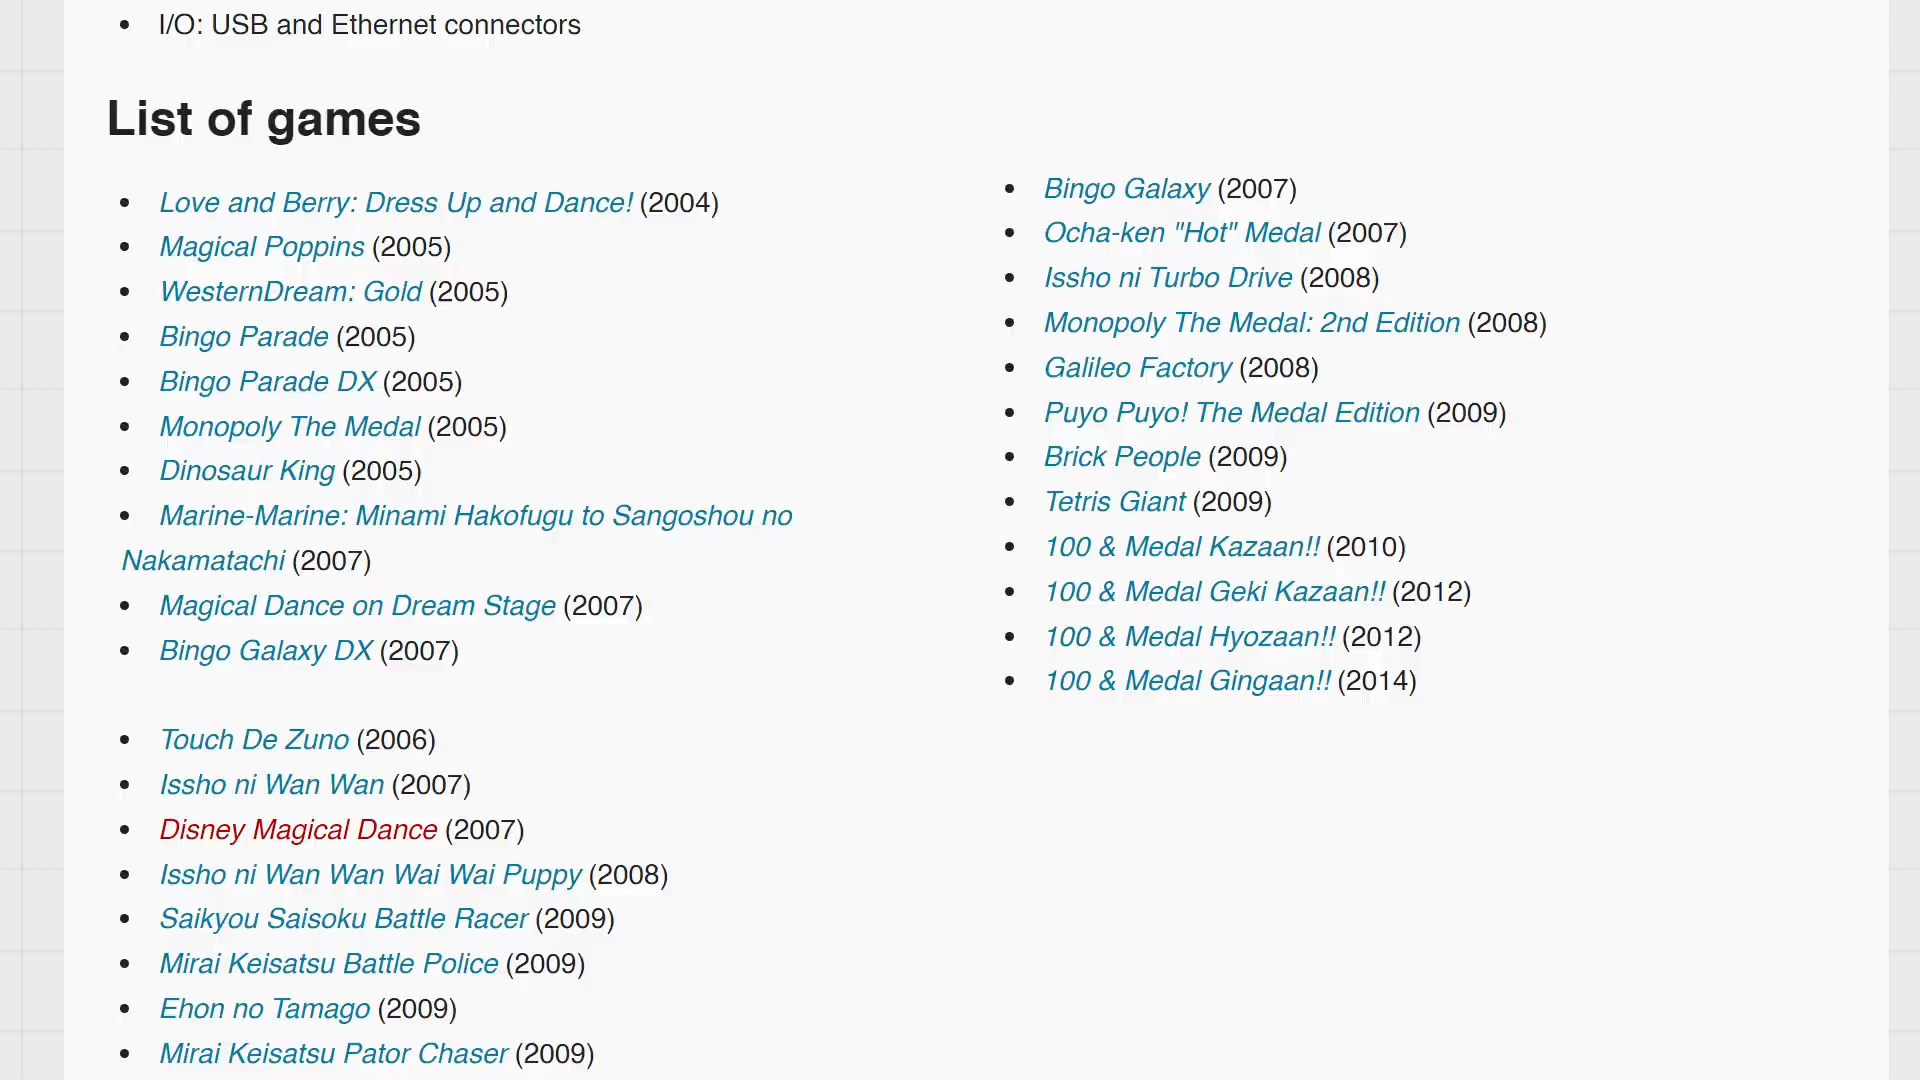 I/O: USB and Ethernet connectors
List of games
Love and Berry: Dress Up and Dance! (2004)
Magical Poppins (2005)
WesternDream: Gold (2005)
Bingo Parade (2005)
Bingo Parade DX (2005)
Monopoly The Medal (2005)
Dinosaur King (2005)
Marine-Marine: Minami Hakofugu to Sangoshou no
Nakamatachi (2007)
Magical Dance on Dream Stage (2007)
Bingo Galaxy DX (2007)
Bingo Galaxy (2007)
Ocha-ken "Hot" Medal (2007)
Issho ni Turbo Drive (2008)
Monopoly The Medal: 2nd Edition (2008)
Galileo Factory (2008)
Puyo Puyo! The Medal Edition (2009)
Brick People (2009)
Tetris Giant (2009)
100 & Medal Kazaan!! (2010)
100 & Medal Geki Kazaan!! (2012)
100 & Medal Hyozaan!! (2012)
100 & Medal Gingaan!! (2014)
Touch De Zuno (2006)
Issho ni Wan Wan (2007)
Disney Magical Dance (2007)
Issho ni Wan Wan Wai Wai Puppy (2008)
Saikyou Saisoku Battle Racer (2009)
Mirai Keisatsu Battle Police (2009)
Ehon no Tamago (2009)
Mirai Keisatsu Pator Chaser (2009)